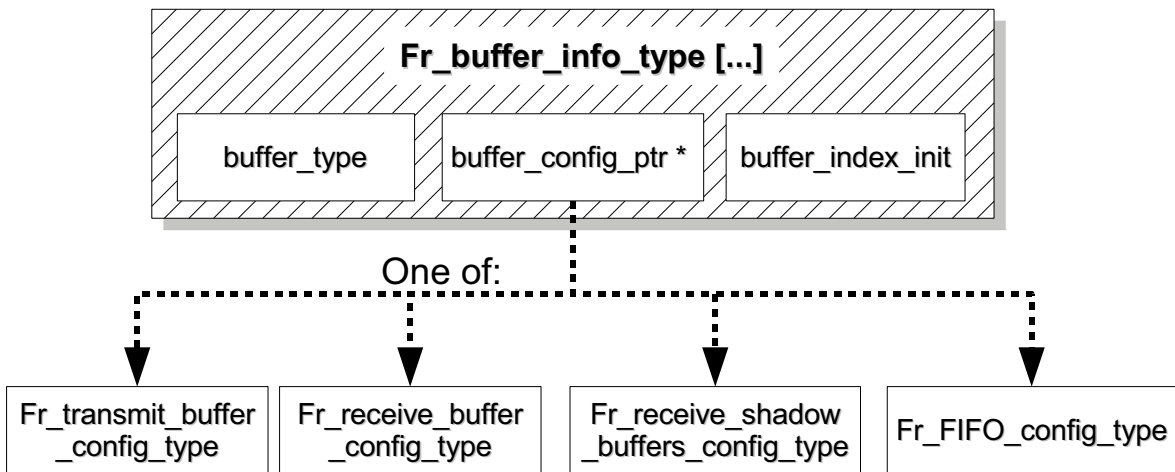 Fr_buffer_info_type [...]
buffer_type
buffer_config_ptr *
buffer_index_init
One of:
Fr_transmit_buffer
_config_type
Fr_receive_buffer
_config_type
Fr_receive_shadow
_buffers_config_type
Fr_FIFO_config_type